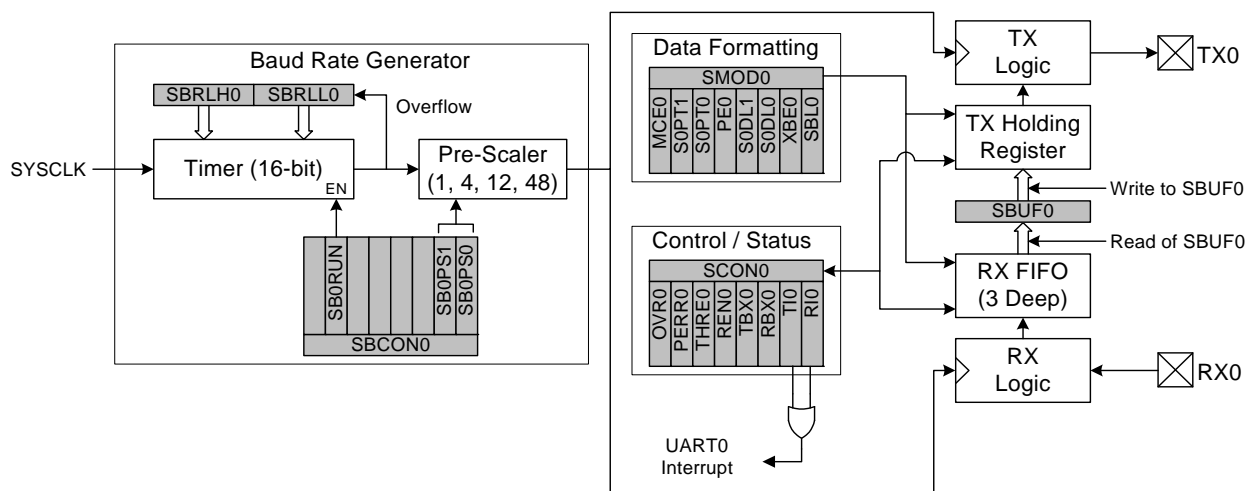 Baud Rate Generator
SBRLH0 SBRLL0
Overflow
SYSCLK
Timer (16-bit)
EN
Pre-Scaler
(1, 4, 12, 48)
SB0RUN
SB0PS1
SB0PS0
SBCON0
Data Formatting
SMOD0
MCE0
S0PT1
S0PT0
PE0
S0DL1
S0DL0
XBE0
SBL0
Control / Status
SCON0
OVR0
PERR0
THRE0
REN0
TBX0
RBX0
TI0
RI0
UART0
Interrupt
TX
Logic
TX0
TX Holding
Register
Write to SBUF0
SBUF0
Read of SBUF0
RX FIFO
(3 Deep)
RX
Logic
RX0